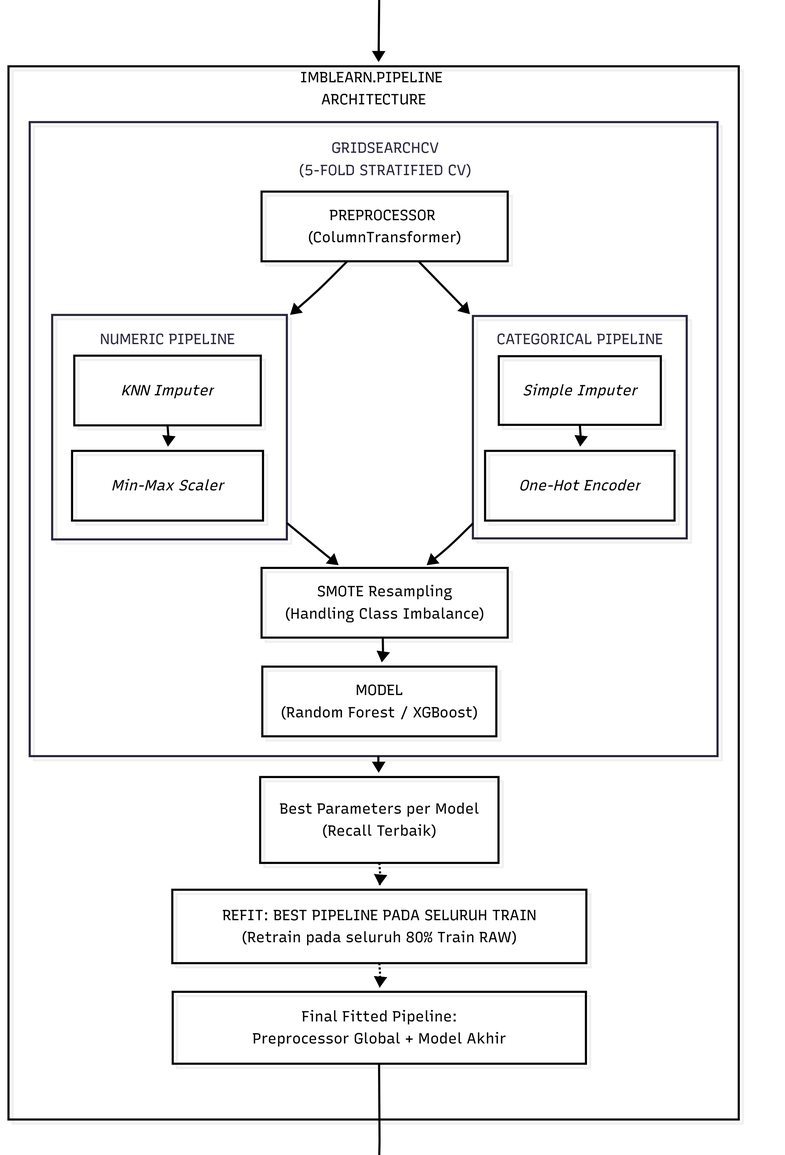 IMBLEARN.PIPELINE
ARCHITECTURE
GRIDSEARCHCV
(5-FOLD STRATIFIED CV)
PREPROCESSOR
(ColumnTransformer)
NUMERIC PIPELINE
KNN Imputer
Min-Max Scaler
CATEGORICAL PIPELINE
Simple Imputer
One-Hot Encoder
SMOTE Resampling
(Handling Class Imbalance)
MODEL
(Random Forest / XGBoost)
Best Parameters per Model
(Recall Terbaik)
REFIT: BEST PIPELINE PADA SELURUH TRAIN
(Retrain pada seluruh 80% Train RAW)
Final Fitted Pipeline:
Preprocessor Global + Model Akhir